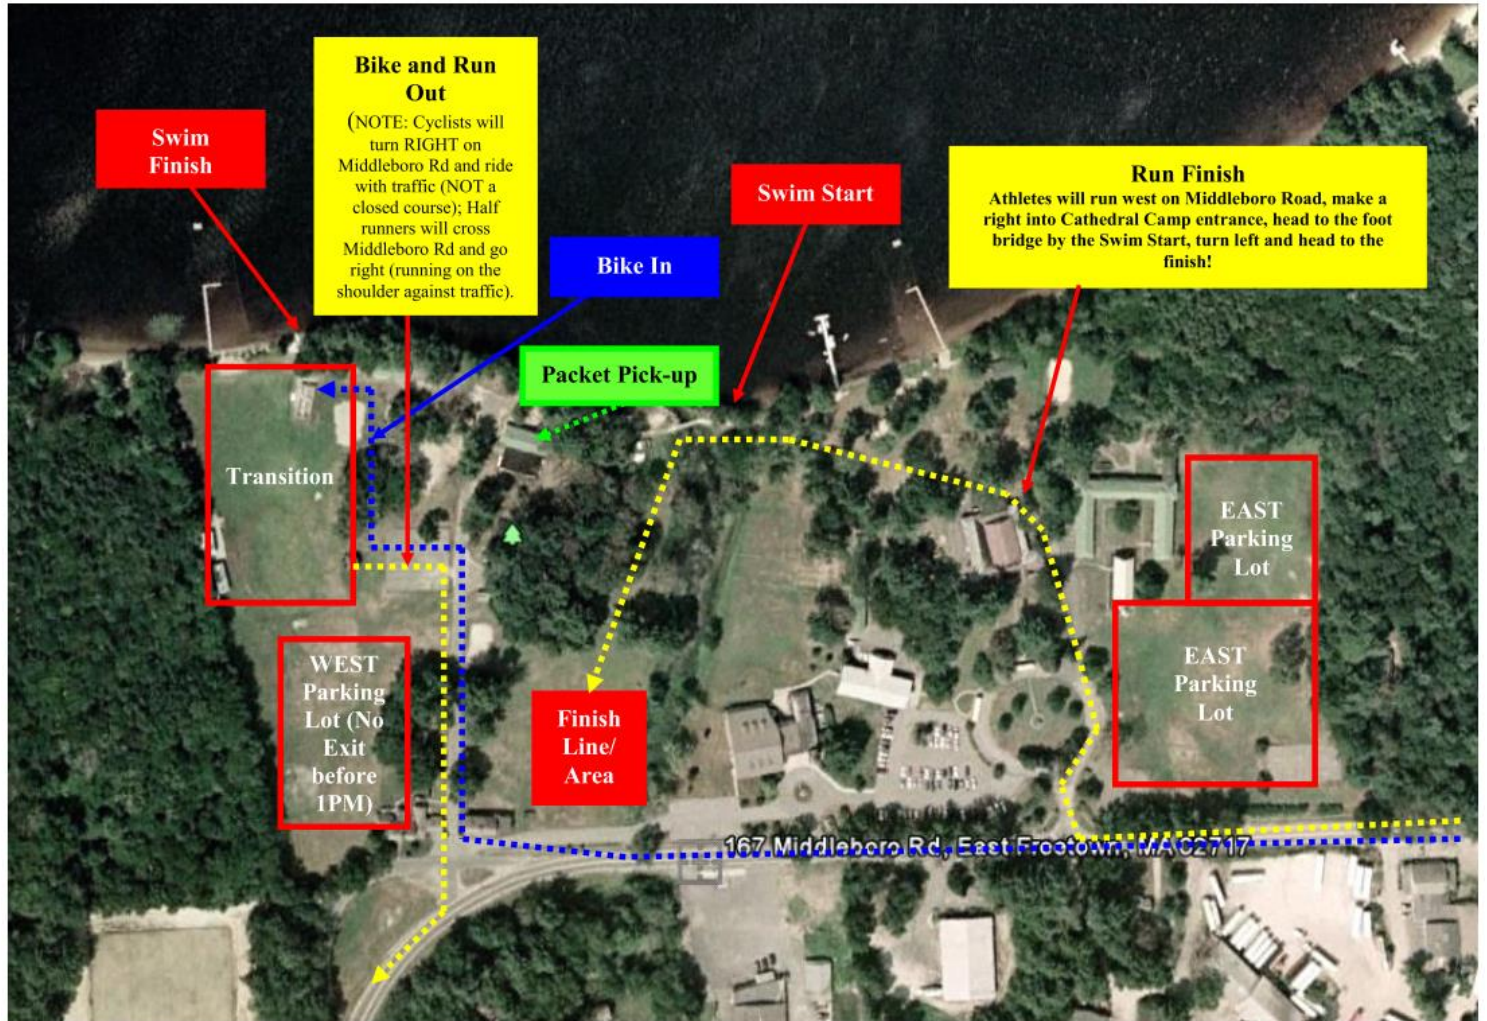 Bike and Run
Out
(NOTE: Cyclists will
turn RIGHT on
Middleboro Rd and ride
with traffic (NOT a
closed course); Half
runners will cross
Middleboro Rd and go
right (running on the
shoulder against traffic).
Swim
Finish
Swim Start
Run Finish
Athletes will run west on Middleboro Road, make a
right into Cathedral Camp entrance, head to the foot
bridge by the Swim Start, turn left and head to the
finish!
Bike In
Packet Pick-up
Transition
EAST
Parking
Lot
WEST
Parking
Lot (No
Exit
before
1PM)
EAST
Parking
Lot
Finish
Line/
Area
167 Middleboro Rd, East Freetown, MA 02717